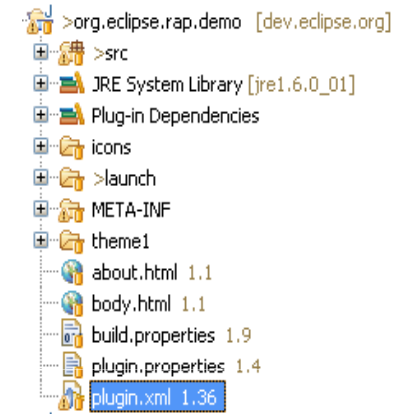 >org.eclipse.rap.demo [dev.eclipse.org]
>src
JRE System Library [jre1.6.0_01]
Plug-in Dependencies
icons
>launch
META-INF
theme1
about.html 1.1
body.html 1.1
build.properties 1.9
plugin.properties 1.4
plugin.xml 1.36